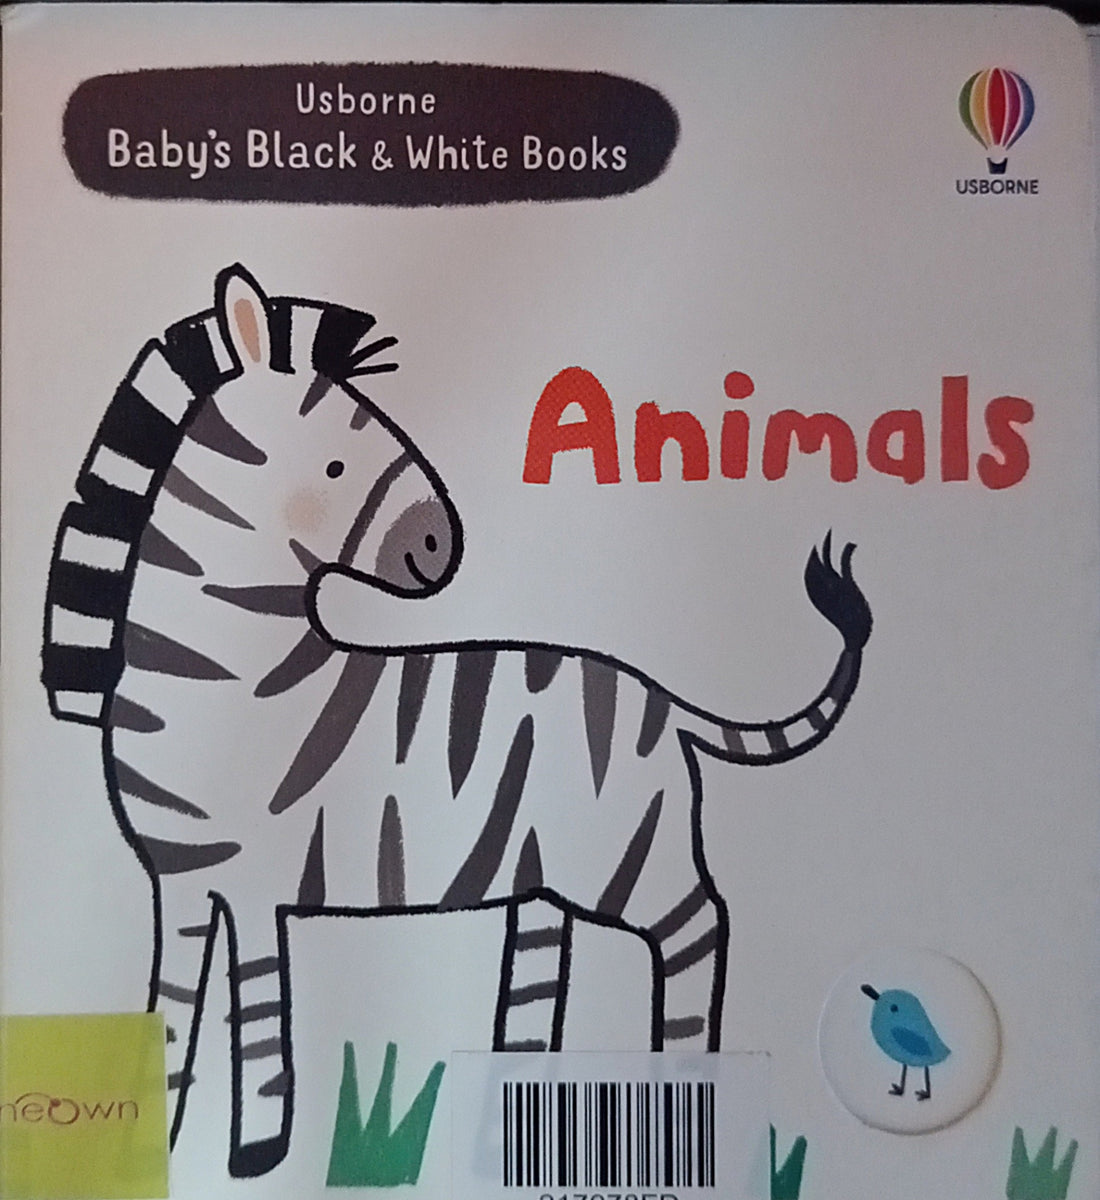 Usborne
Baby's Black & White Books
USBORNE
Animals